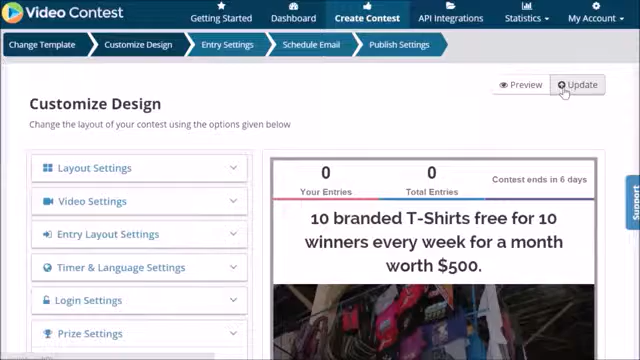 Video Contest
Getting Started
Dashboard
Create Contest
API Integrations
Statistics
My Account
Change Template
Customize Design
Entry Settings
Schedule Email
Publish Settings
Preview
Update
Customize Design
Change the layout of your contest using the options given below
Layout Settings
Video Settings
Entry Layout Settings
Timer & Language Settings
Login Settings
Prize Settings
0
Your Entries
0
Total Entries
Contest ends in 6 days
10 branded T-Shirts free for 10
winners every week for a month
worth $500.
Support